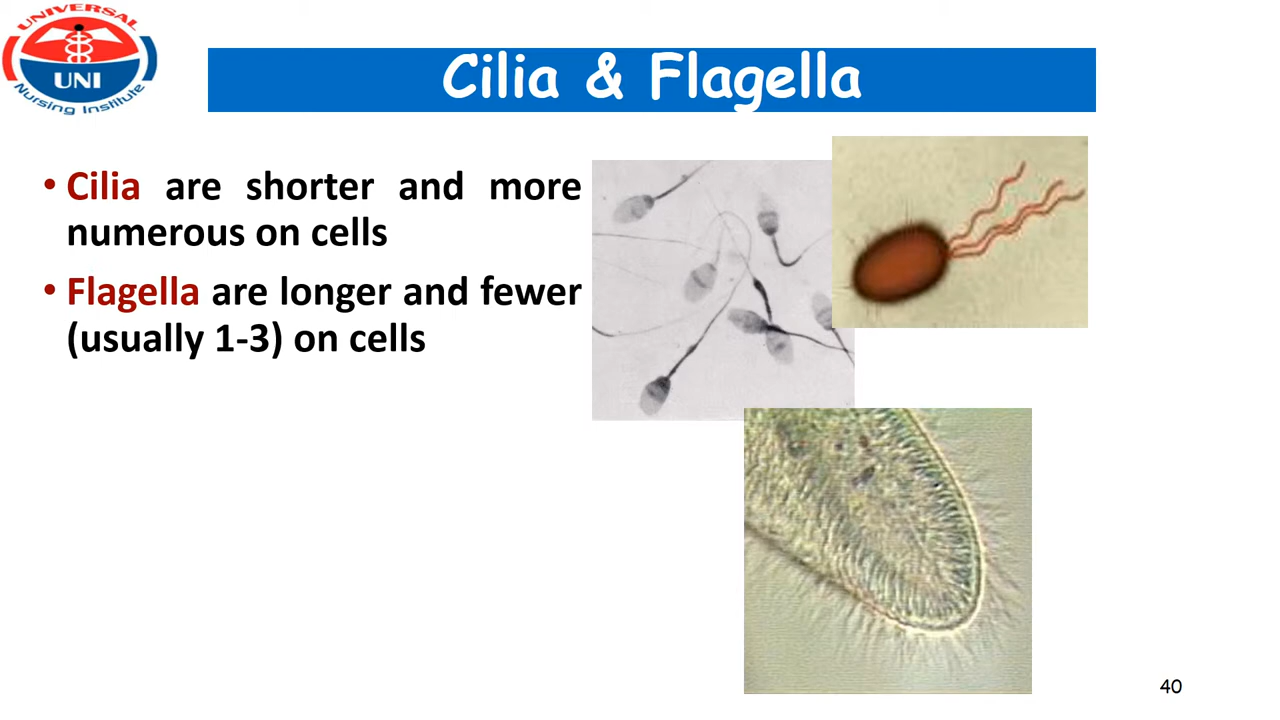 UNIVERSAL
UNI
Nursing Institute
Cilia & Flagella
• Cilia are shorter and more
numerous on cells
• Flagella are longer and fewer
(usually 1-3) on cells
40